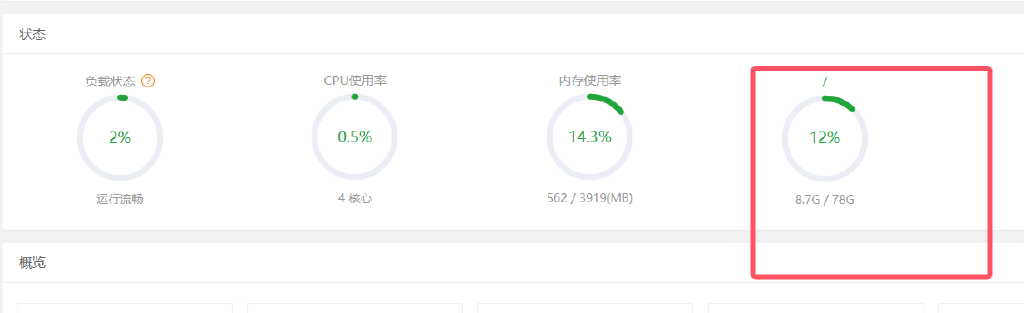 状态
负载状态 ?
CPU使用率
内存使用率
/
2%
0.5%
14.3%
12%
运行流畅
4 核心
562 / 3919(MB)
8.7G / 78G
概览